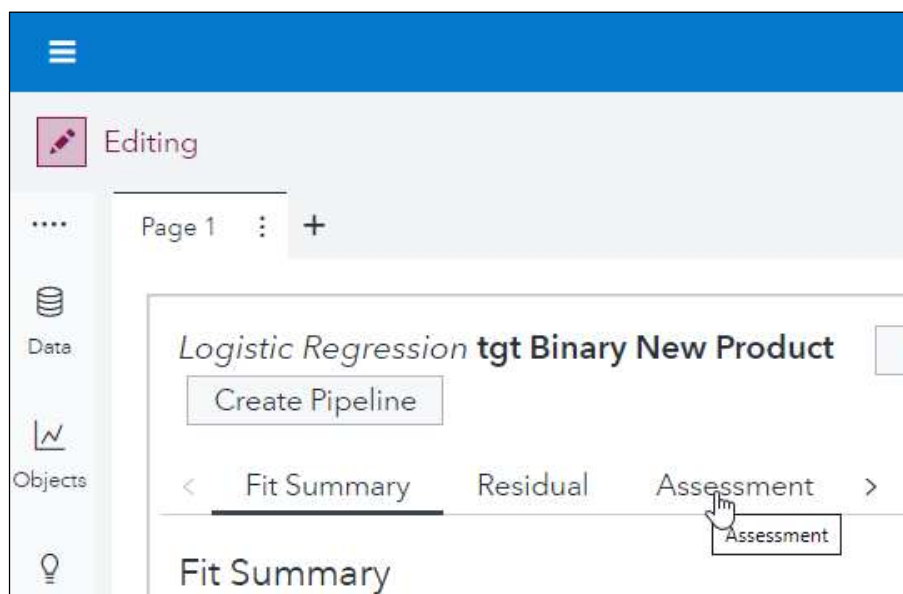 Editing
Page 1
Data
Logistic Regression tgt Binary New Product
Create Pipeline
Objects
Fit Summary Residual Assessment
Assessment
Fit Summary